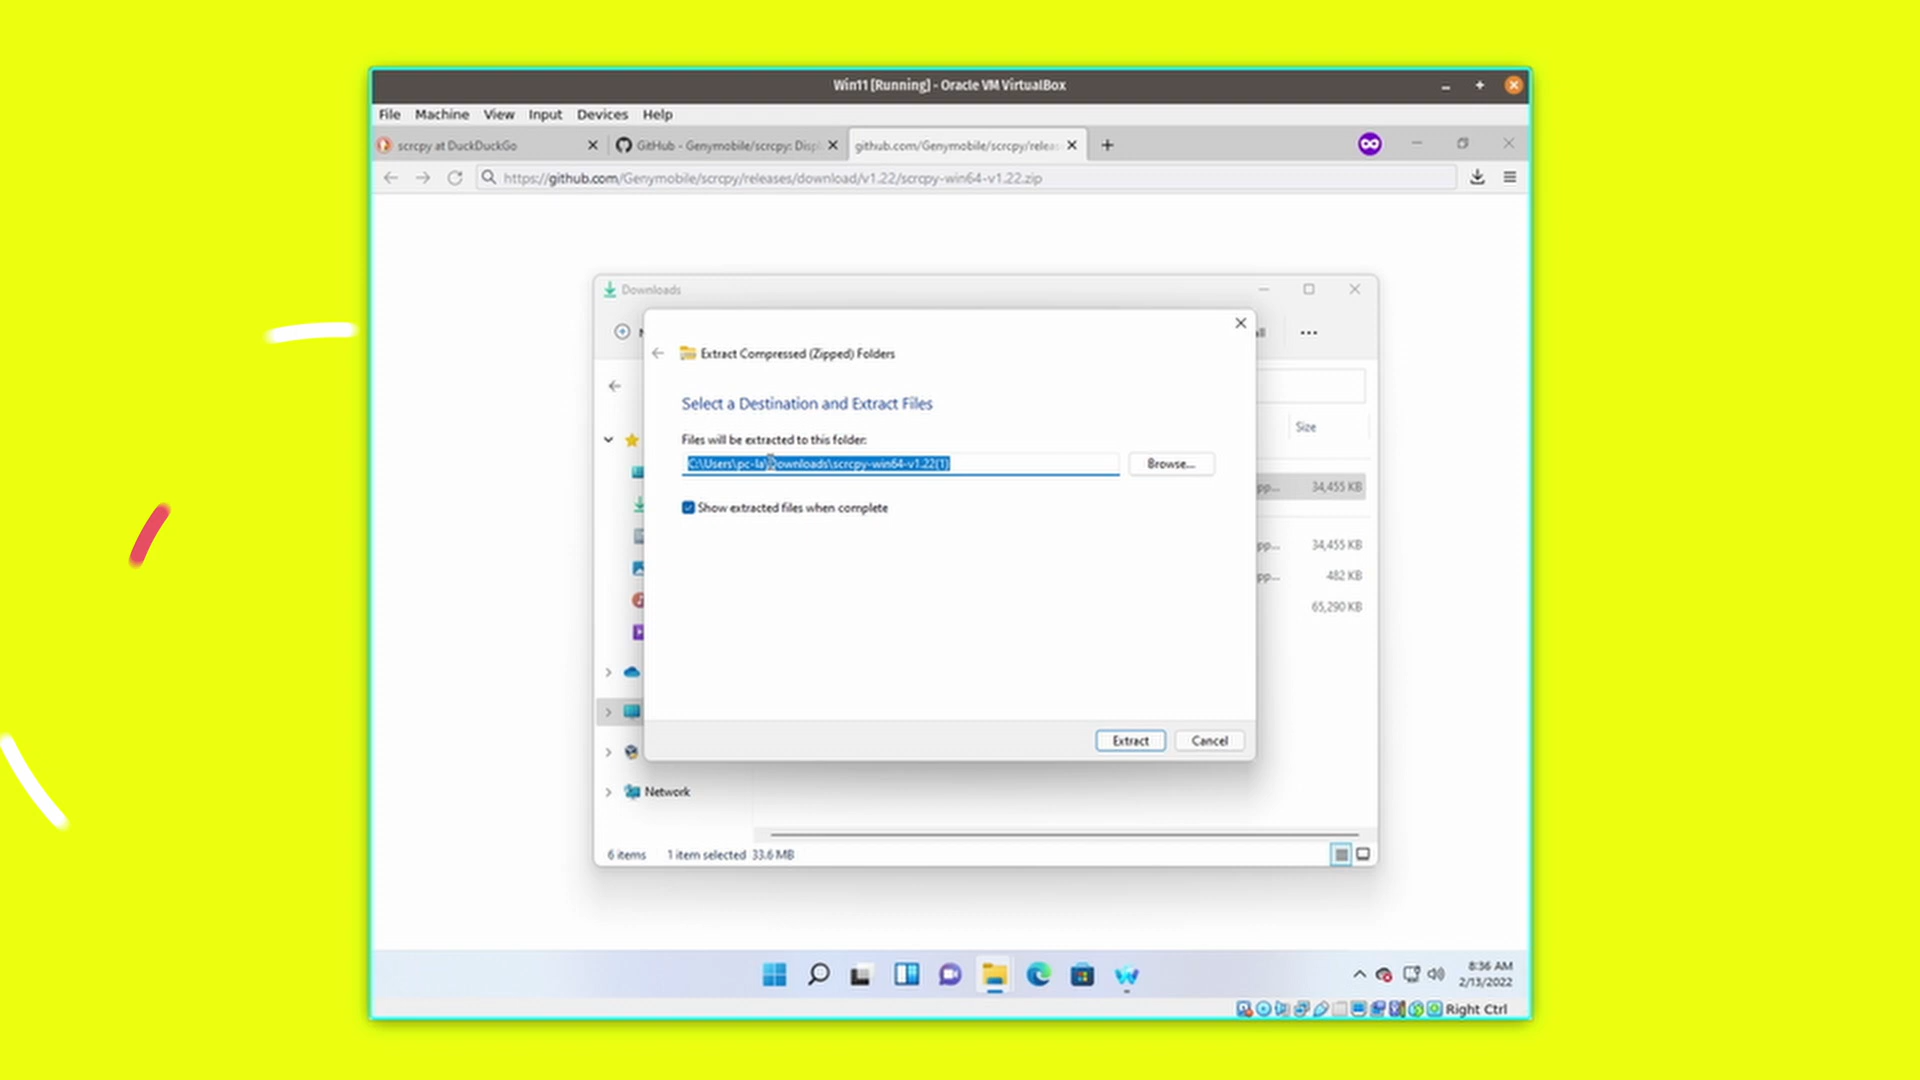 Win11 [Running] - Oracle VM VirtualBox
File Machine View Input Devices Help
scrcpy at DuckDuckGo
GitHub - Genymobile/scrcpy: Displ
github.com/Genymobile/scrcpy/releas
https://github.com/Genymobile/scrcpy/releases/download/v1.22/scrcpy-win64-v1.22.zip
Downloads
Extract Compressed (Zipped) Folders
Select a Destination and Extract Files
Files will be extracted to this folder:
C:\Users\pc-la\Downloads\scrcpy-win64-v1.22(1)
Browse...
Show extracted files when complete
Size
pp... 34,455 KB
pp... 34,455 KB
pp... 482 KB
65,290 KB
Extract Cancel
Network
6 items 1 item selected 33.6 MB
8:36 AM
2/13/2022
Right Ctrl